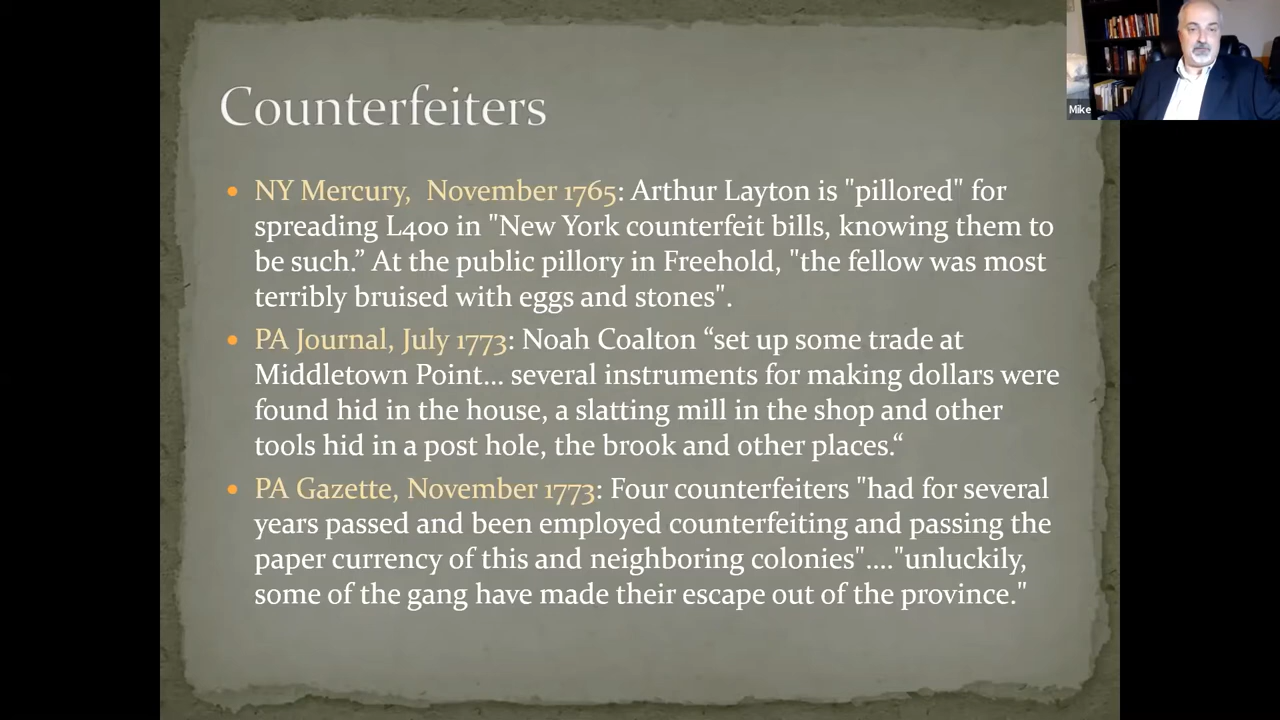 Counterfeiters
• NY Mercury,  November 1765: Arthur Layton is "pillored" for
spreading L400 in "New York counterfeit bills, knowing them to
be such.” At the public pillory in Freehold, "the fellow was most
terribly bruised with eggs and stones".
• PA Journal, July 1773: Noah Coalton “set up some trade at
Middletown Point... several instruments for making dollars were
found hid in the house, a slatting mill in the shop and other
tools hid in a post hole, the brook and other places.“
• PA Gazette, November 1773: Four counterfeiters "had for several
years passed and been employed counterfeiting and passing the
paper currency of this and neighboring colonies"...."unluckily,
some of the gang have made their escape out of the province."
Mike